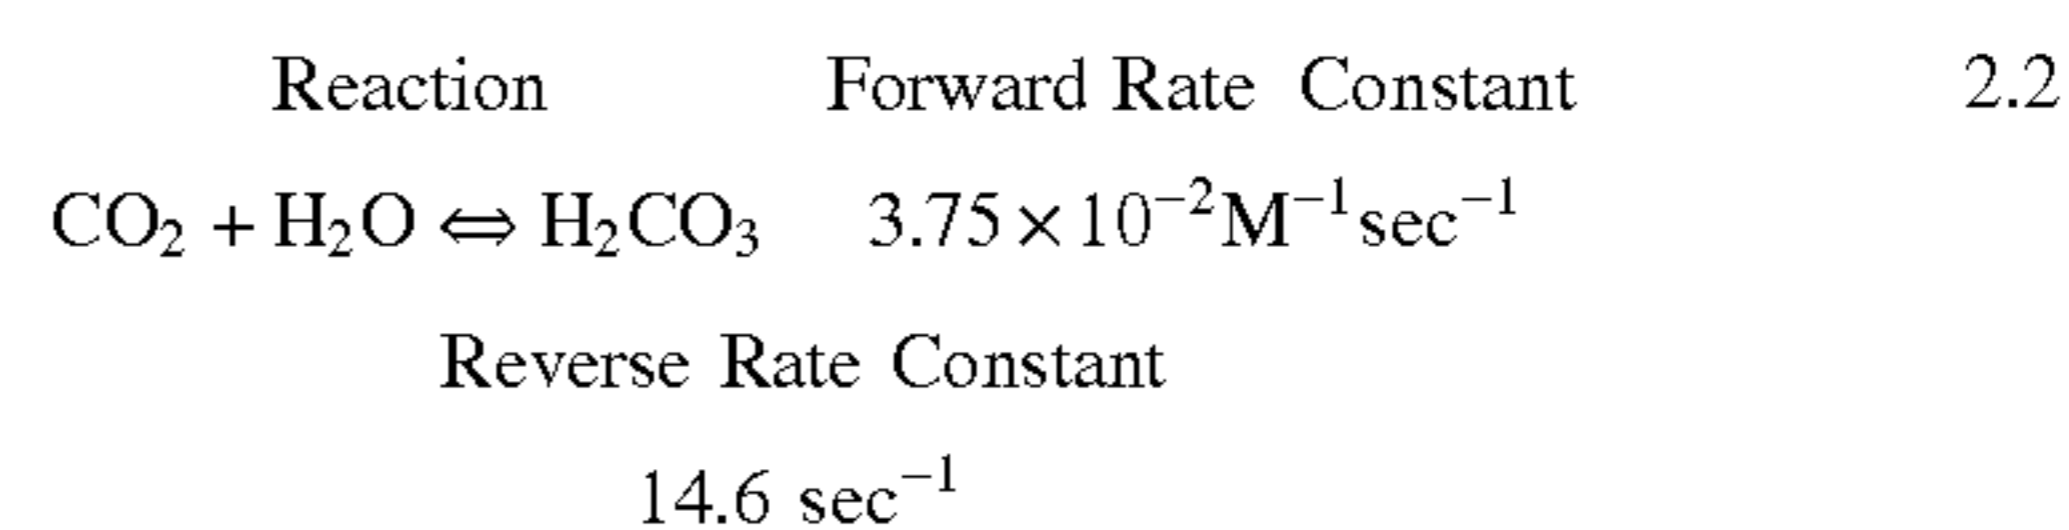 Reaction Forward Rate Constant 2.2
CO₂ + H₂O ⇔ H₂CO₃ 3.75 × 10⁻²M⁻¹sec⁻¹
Reverse Rate Constant
14.6 sec⁻¹